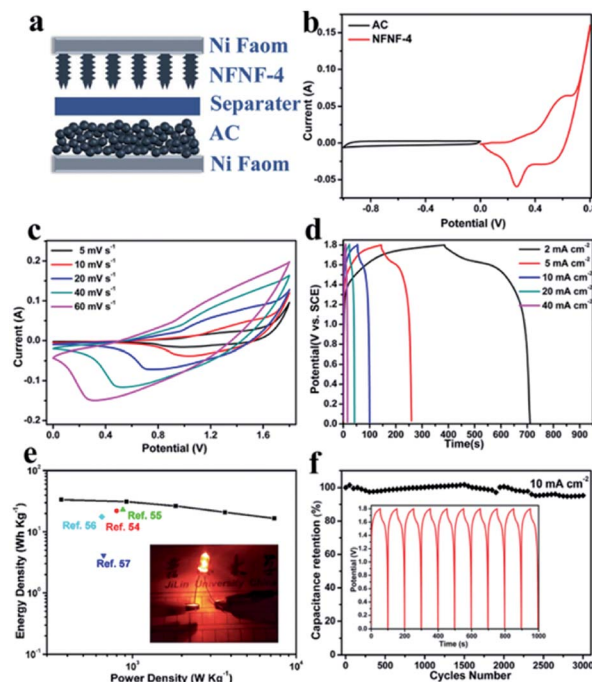 a
Ni Faom
NFNF-4
Separater
AC
Ni Faom
b
AC
NFNF-4
0.15
0.10
0.05
0.00
-0.05
Current (A)
-0.8
-0.4
0.0
0.4
0.8
Potential (V)
c
5 mV s⁻¹
10 mV s⁻¹
20 mV s⁻¹
40 mV s⁻¹
60 mV s⁻¹
0.2
0.1
0.0
-0.1
-0.2
Current (A)
0.0
0.4
0.8
1.2
1.6
Potential (V)
d
2 mA cm⁻²
5 mA cm⁻²
10 mA cm⁻²
20 mA cm⁻²
40 mA cm⁻²
1.8
1.6
1.4
1.2
1.0
0.8
0.6
0.4
0.2
0.0
Potential(V vs. SCE)
0 100 200 300 400 500 600 700 800 900
Time(s)
e
10²
10¹
10⁰
10⁻¹
Energy Density (Wh Kg⁻¹)
Ref. 55
Ref. 56
Ref. 54
Ref. 57
JiLin University
10³
10⁴
Power Density (W Kg⁻¹)
f
10 mA cm⁻²
120
100
80
60
40
20
0
Capacitance retention (%)
1.8
1.6
1.4
1.2
1.0
0.8
0.6
0.4
0.2
0.0
Potential (V)
0 200 400 600 800 1000
Time (s)
0 500 1000 1500 2000 2500 3000
Cycles Number